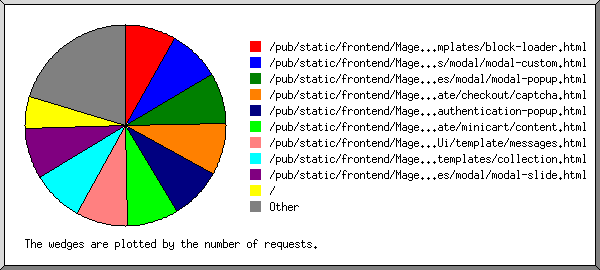 /pub/static/frontend/Mage...mplates/block-loader.html
/pub/static/frontend/Mage...s/modal/modal-custom.html
/pub/static/frontend/Mage...es/modal/modal-popup.html
/pub/static/frontend/Mage...ate/checkout/captcha.html
/pub/static/frontend/Mage...authentication-popup.html
/pub/static/frontend/Mage...ate/minicart/content.html
/pub/static/frontend/Mage...Ui/template/messages.html
/pub/static/frontend/Mage...templates/collection.html
/pub/static/frontend/Mage...es/modal/modal-slide.html
/
Other
The wedges are plotted by the number of requests.